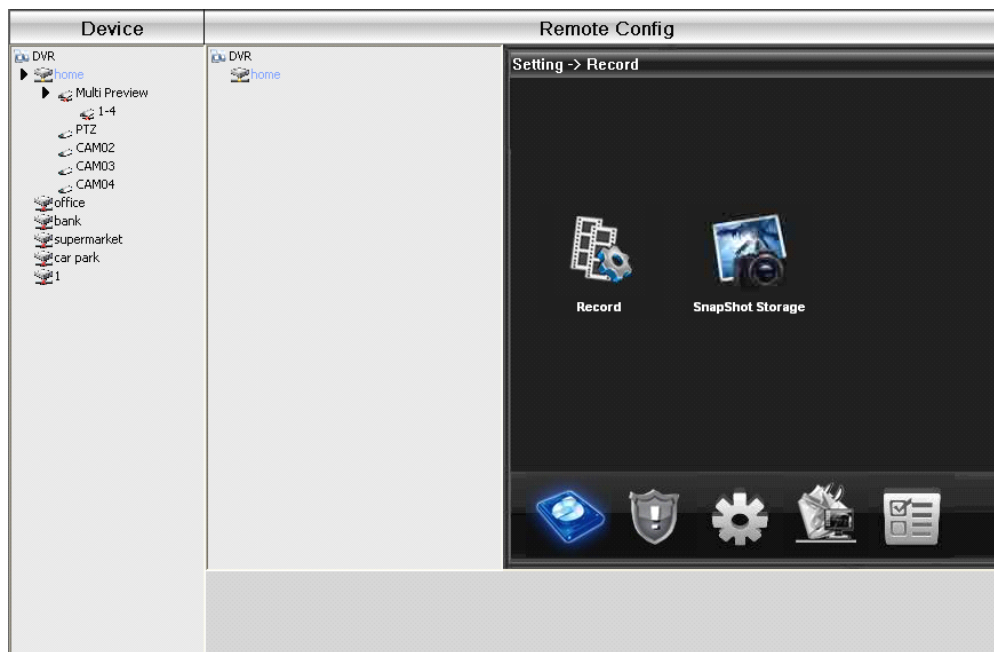 Device
Remote Config
DVR
home
Multi Preview
1-4
PTZ
CAM02
CAM03
CAM04
office
bank
supermarket
car park
1
DVR
home
Setting -> Record
Record
SnapShot Storage